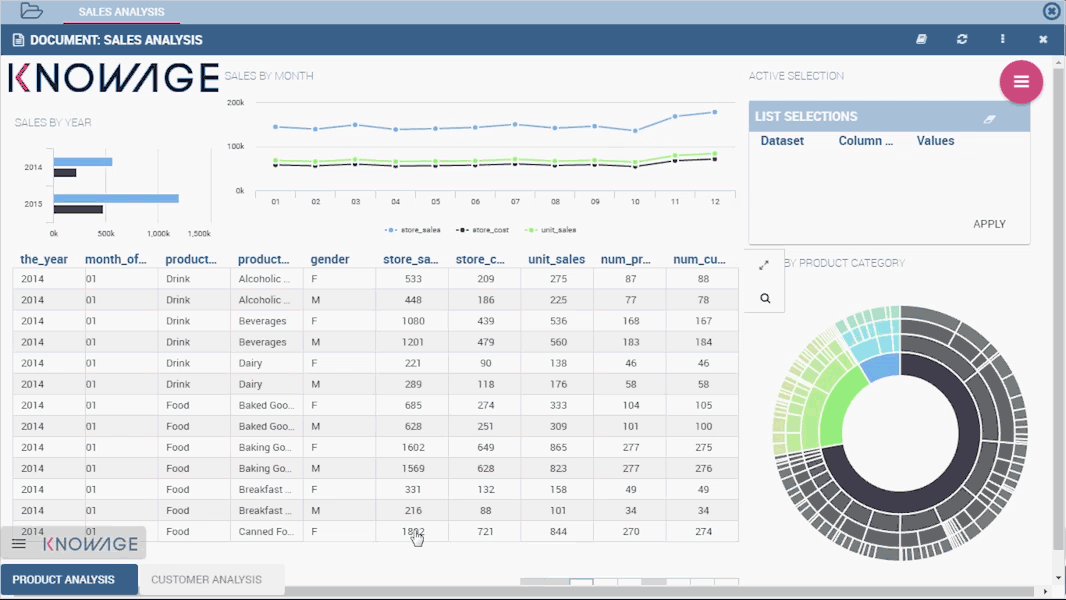 SALES ANALYSIS
DOCUMENT: SALES ANALYSIS
KNOWAGE
SALES BY YEAR
2014
2015
0k 500k 1,000k 1,500k
SALES BY MONTH
200k
100k
0k
01 02 03 04 05 06 07 08 09 10 11 12
store_sales store_cost unit_sales
ACTIVE SELECTION
LIST SELECTIONS
Dataset Column ... Values
APPLY
the_year month_of... product... product... gender store_sa... store_c... unit_sales num_pr... num_cu...
2014 01 Drink Alcoholic ... F 533 209 275 87 88
2014 01 Drink Alcoholic ... M 448 186 225 77 78
2014 01 Drink Beverages F 1080 439 536 168 167
2014 01 Drink Beverages M 1201 479 560 183 184
2014 01 Drink Dairy F 221 90 138 46 46
2014 01 Drink Dairy M 289 118 176 58 58
2014 01 Food Baked Goo... F 685 274 333 104 105
2014 01 Food Baked Goo... M 628 251 309 101 100
2014 01 Food Baking Go... F 1602 649 865 277 275
2014 01 Food Baking Go... M 1569 628 823 277 276
2014 01 Food Breakfast ... F 331 132 158 49 49
2014 01 Food Breakfast ... M 216 88 101 34 34
2014 01 Food Canned Fo... F 721 844 270 274
BY PRODUCT CATEGORY
KNOWAGE
PRODUCT ANALYSIS CUSTOMER ANALYSIS